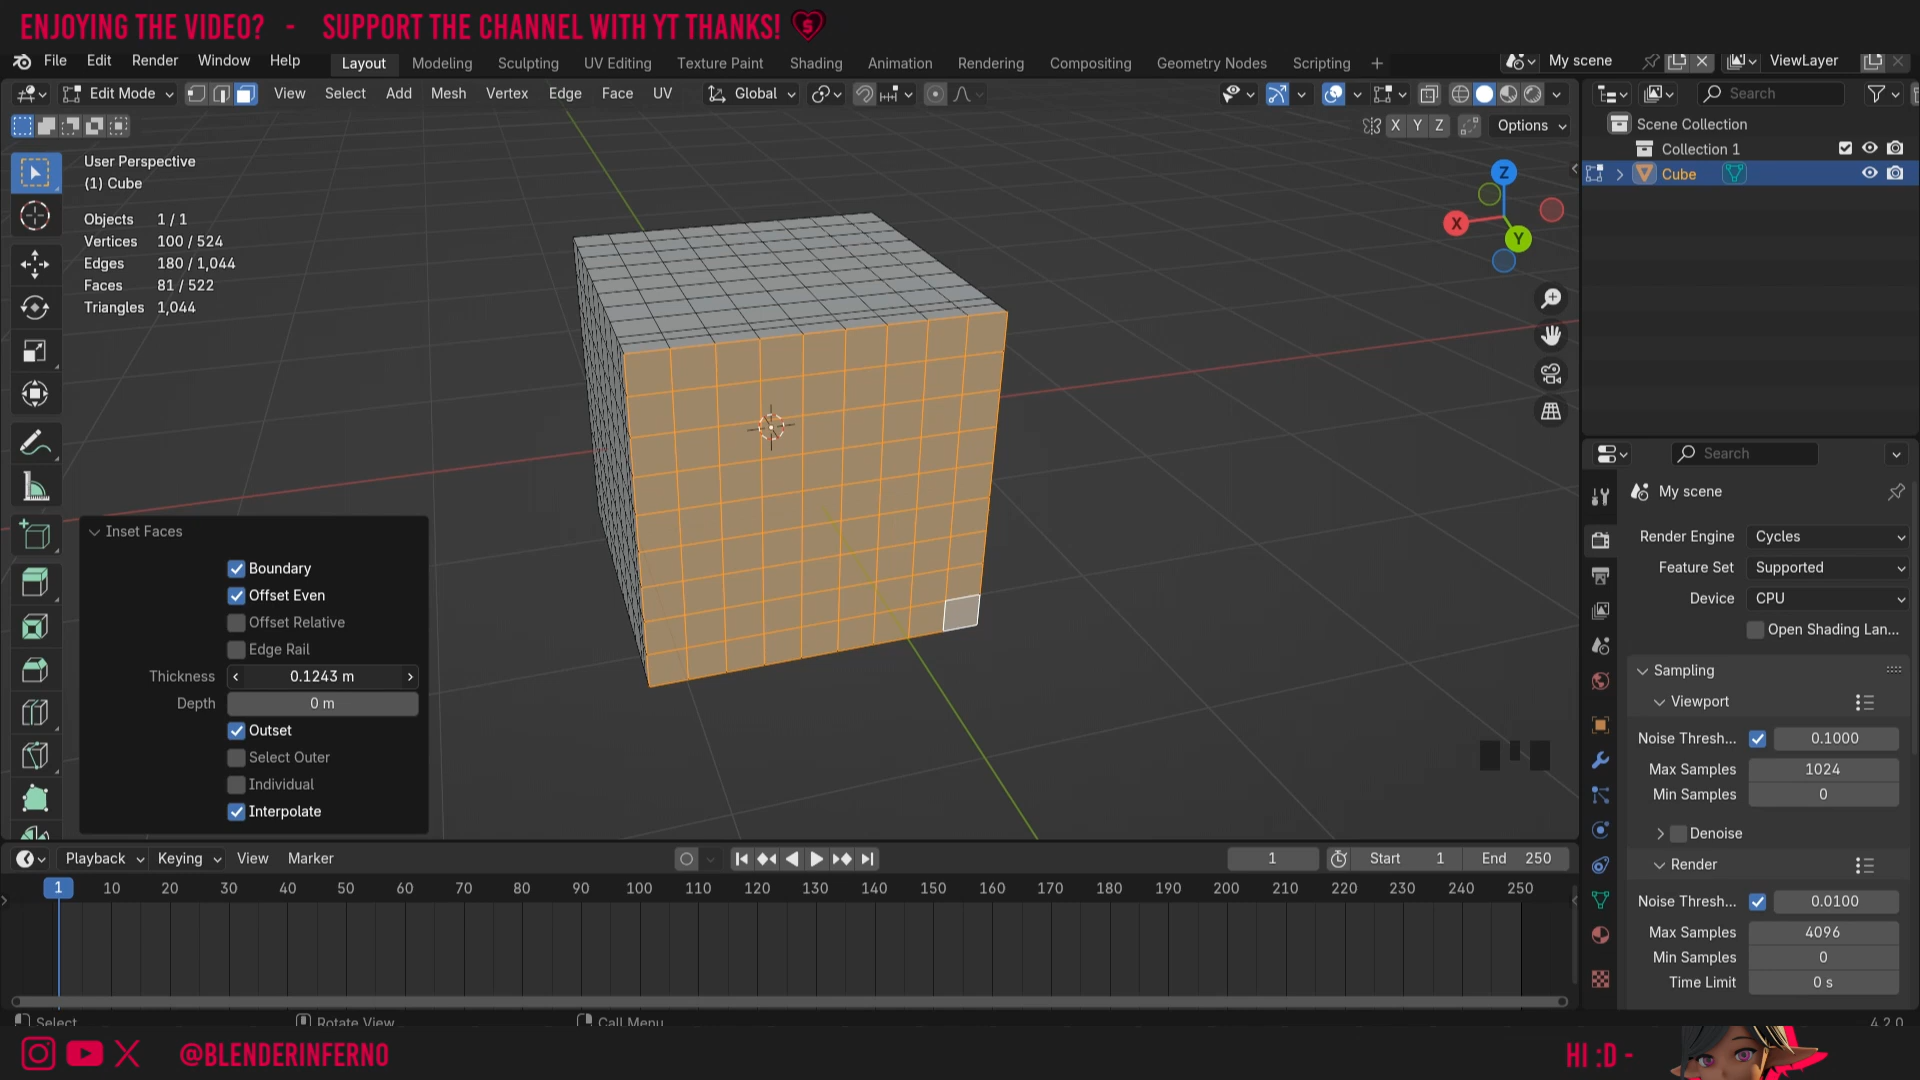 ENJOYING THE VIDEO? - SUPPORT THE CHANNEL WITH YT THANKS!
File Edit Render Window Help Layout Modeling Sculpting UV Editing Texture Paint Shading Animation Rendering Compositing Geometry Nodes Scripting + My scene ViewLayer
Edit Mode View Select Add Mesh Vertex Edge Face UV Global Search
X Y Z Options
User Perspective
(1) Cube
Objects 1 / 1
Vertices 100 / 524
Edges 180 / 1,044
Faces 81 / 522
Triangles 1,044
Z
X
Y
Scene Collection
Collection 1
Cube
Inset Faces
Boundary
Offset Even
Offset Relative
Edge Rail
Thickness 0.1243 m
Depth 0 m
Outset
Select Outer
Individual
Interpolate
Search
My scene
Render Engine Cycles
Feature Set Supported
Device CPU
Open Shading Lan...
Sampling
Viewport
Noise Thresh... 0.1000
Max Samples 1024
Min Samples 0
Denoise
Render
Noise Thresh... 0.0100
Max Samples 4096
Min Samples 0
Time Limit 0 s
Playback Keying View Marker 1 Start 1 End 250
1 10 20 30 40 50 60 70 80 90 100 110 120 130 140 150 160 170 180 190 200 210 220 230 240 250
Select Rotate View Call Menu 4.2.0
@BLENDERINFERNO
HI :D -